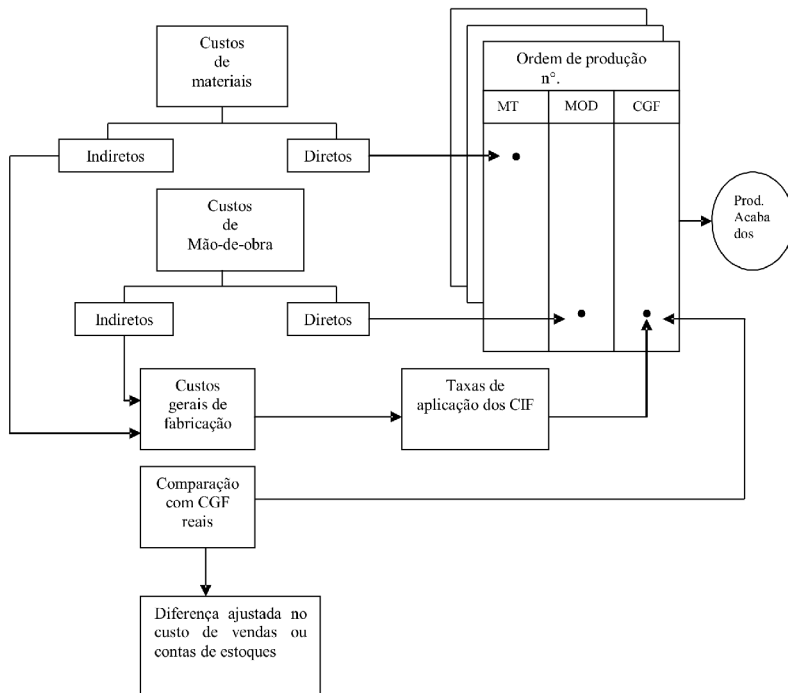 Custos
de
materiais
Indiretos
Diretos
Custos
de
Mão-de-obra
Indiretos
Diretos
Custos
gerais de
fabricação
Taxas de
aplicação dos CIF
Comparação
com CGF
reais
Diferença ajustada no
custo de vendas ou
contas de estoques
Ordem de produção
n°.
MT MOD CGF
Prod.
Acaba
dos